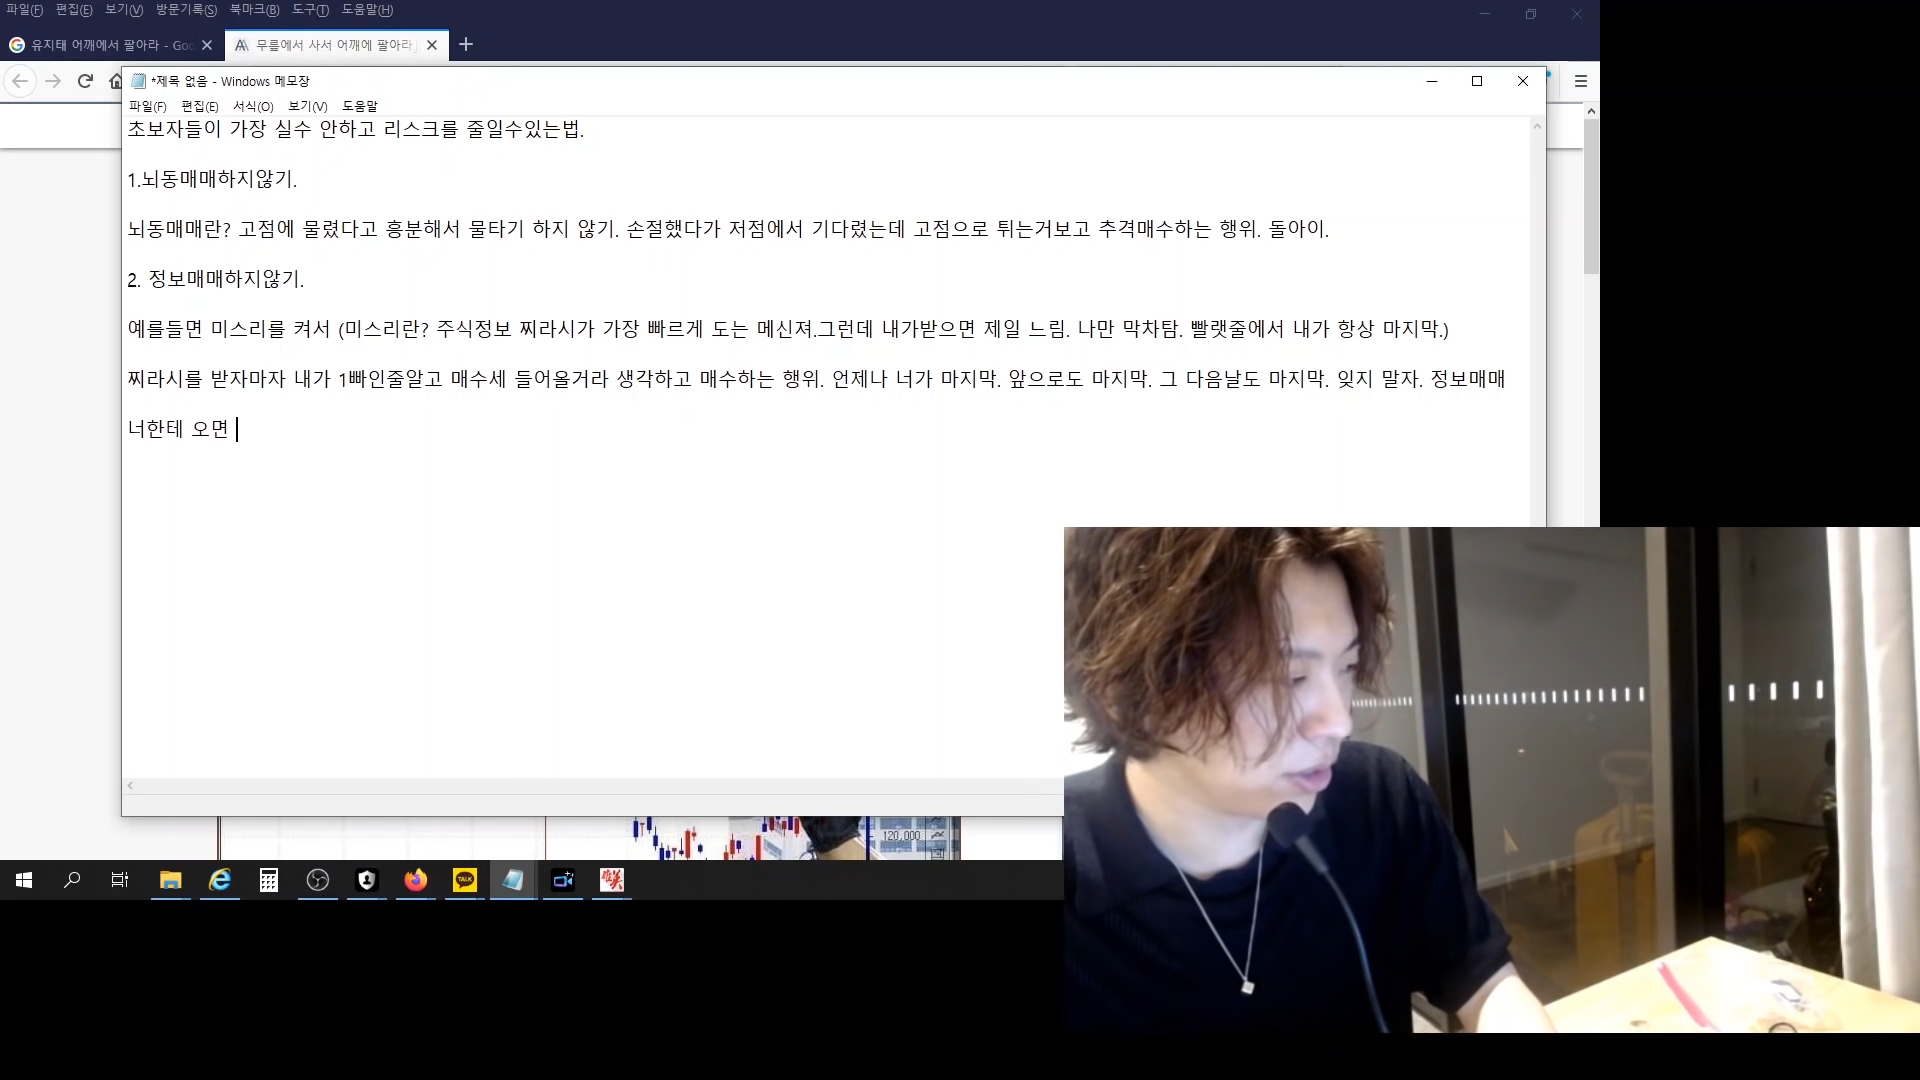 파일(F) 편집(E) 보기(V) 방문기록(S) 북마크(B) 도구(T) 도움말(H)
유지태 어깨에서 팔아라 - Goo
무릎에서 사서 어깨에 팔아라
*제목 없음 - Windows 메모장
파일(F) 편집(E) 서식(O) 보기(V) 도움말
초보자들이 가장 실수 안하고 리스크를 줄일수있는법.
1.뇌동매매하지않기.
뇌동매매란? 고점에 물렸다고 흥분해서 물타기 하지 않기. 손절했다가 저점에서 기다렸는데 고점으로 튀는거보고 추격매수하는 행위. 돌아이.
2. 정보매매하지않기.
예를들면 미스리를 켜서 (미스리란? 주식정보 찌라시가 가장 빠르게 도는 메신져.그런데 내가받으면 제일 느림. 나만 막차탐. 빨랫줄에서 내가 항상 마지막.)
찌라시를 받자마자 내가 1빠인줄알고 매수세 들어올거라 생각하고 매수하는 행위. 언제나 너가 마지막. 앞으로도 마지막. 그 다음날도 마지막. 잊지 말자. 정보매매
너한테 오면
120,000
TALK